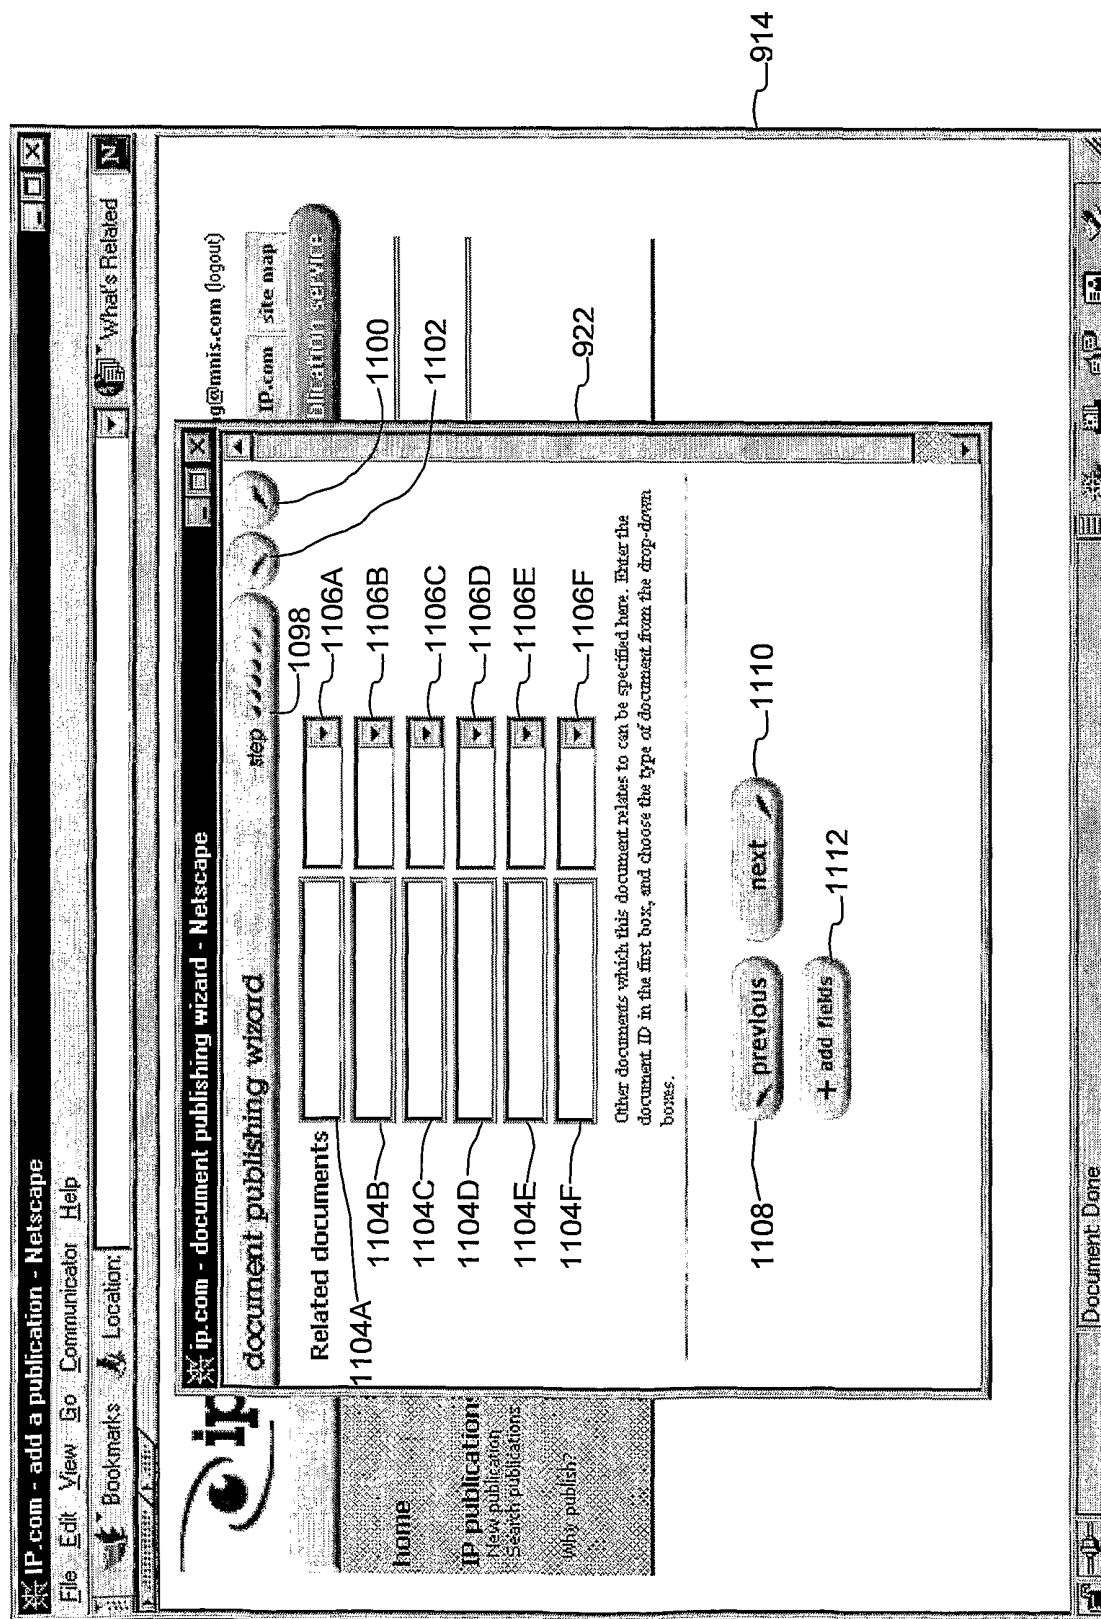 IP.com - add a publication - Netscape
File Edit View Go Communicator Help
Bookmarks Location: What's Related N
ip
g@mnis.com (logout)
IP.com site map
blication service
home
IP publication
New publication
Search publications
Why publish?
ip.com - document publishing wizard - Netscape
document publishing wizard step
1098
1100
1102
Related documents
1104A 1106A
1104B 1106B
1104C 1106C
1104D 1106D
1104E 1106E
1104F 1106F
Other documents which this document relates to can be specified here. Enter the
document ID in the first box, and choose the type of document from the drop-down
boxes.
922
1108 previous next 1110
+ add fields 1112
914
Document Done